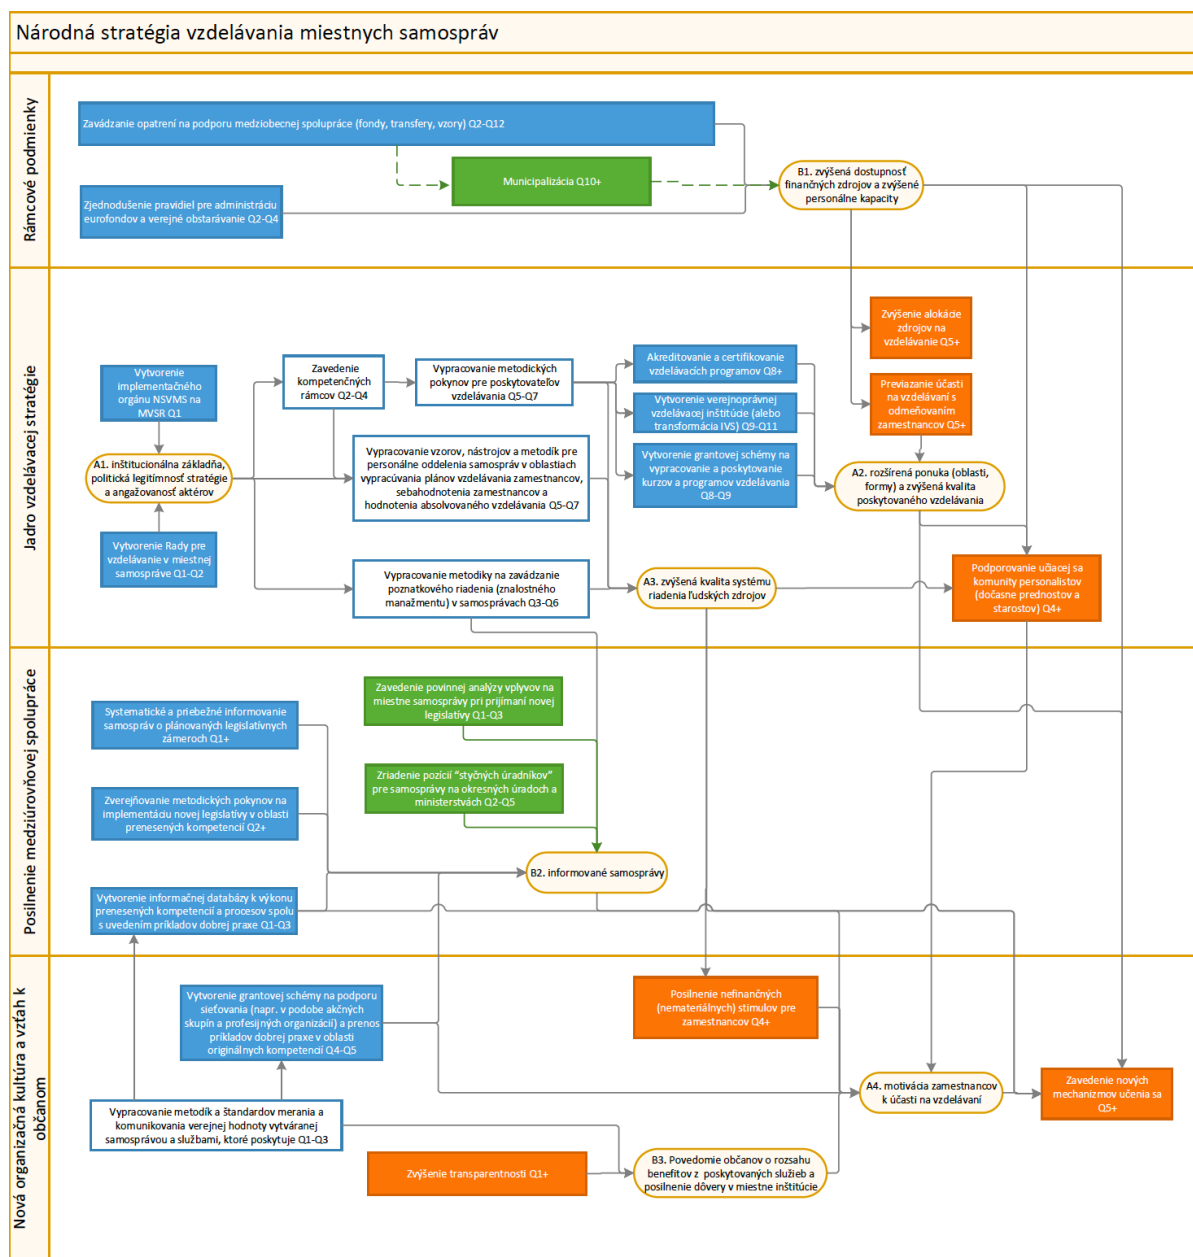 Národná stratégia vzdelávania miestnych samospráv
Rámcové podmienky
Zavádzanie opatrení na podporu medziobecnej spolupráce (fondy, transfery, vzory) Q2-Q12
Municipalizácia Q10+
B1. zvýšená dostupnosť
finančných zdrojov a zvýšené
personálne kapacity
Zjednodušenie pravidiel pre administráciu
eurofondov a verejné obstarávanie Q2-Q4
Jadro vzdelávacej stratégie
Zvýšenie alokácie
zdrojov na
vzdelávanie Q5+
Vytvorenie
implementačného
orgánu NSVMS na
MVSR Q1
Zavedenie
kompetenčných
rámcov Q2-Q4
Vypracovanie metodických
pokynov pre poskytovateľov
vzdelávania Q5-Q7
Akreditovanie a certifikovanie
vzdelávacích programov Q8+
Previazanie účasti
na vzdelávaní s
odmeňovaním
zamestnancov Q5+
Vytvorenie verejnoprávnej
vzdelávacej inštitúcie (alebo
transformácia IVS) Q9-Q11
A1. inštitucionálna základňa,
politická legitímnosť stratégie
a angažovanosť aktérov
Vypracovanie vzorov, nástrojov a metodík pre
personálne oddelenia samospráv v oblastiach
vypracúvania plánov vzdelávania zamestnancov,
sebahodnotenia zamestnancov a
hodnotenia absolvovaného vzdelávania Q5-Q7
Vytvorenie grantovej schémy na
vypracovanie a poskytovanie
kurzov a programov vzdelávania
Q8-Q9
A2. rozšírená ponuka (oblasti,
formy) a zvýšená kvalita
poskytovaného vzdelávania
Vytvorenie Rady pre
vzdelávanie v miestnej
samospráve Q1-Q2
Vypracovanie metodiky na zavádzanie
poznatkového riadenia (znalostného
manažmentu) v samosprávach Q3-Q6
A3. zvýšená kvalita systému
riadenia ľudských zdrojov
Podporovanie učiacej sa
komunity personalistov
(dočasne prednostov a
starostov) Q4+
Posilnenie medziúrovňovej spolupráce
Systematické a priebežné informovanie
samospráv o plánovaných legislatívnych
zámeroch Q1+
Zavedenie povinnej analýzy vplyvov na
miestne samosprávy pri prijímaní novej
legislatívy Q1-Q3
Zverejňovanie metodických pokynov na
implementáciu novej legislatívy v oblasti
prenesených kompetencií Q2+
Zriadenie pozícií “styčných úradníkov”
pre samosprávy na okresných úradoch a
ministerstvách Q2-Q5
B2. informované samosprávy
Vytvorenie informačnej databázy k výkonu
prenesených kompetencií a procesov spolu
s uvedením príkladov dobrej praxe Q1-Q3
Nová organizačná kultúra a vzťah k
občanom
Vytvorenie grantovej schémy na podporu
sieťovania (napr. v podobe akčných
skupín a profesijných organizácií) a prenos
príkladov dobrej praxe v oblasti
originálnych kompetencií Q4-Q5
Posilnenie nefinančných
(nemateriálnych) stimulov pre
zamestnancov Q4+
A4. motivácia zamestnancov
k účasti na vzdelávaní
Zavedenie nových
mechanizmov učenia sa
Q5+
Vypracovanie metodík a štandardov merania a
komunikovania verejnej hodnoty vytváranej
samosprávou a službami, ktoré poskytuje Q1-Q3
Zvýšenie transparentnosti Q1+
B3. Povedomie občanov o rozsahu
benefitov z poskytovaných služieb a
posilnenie dôvery v miestne inštitúcie